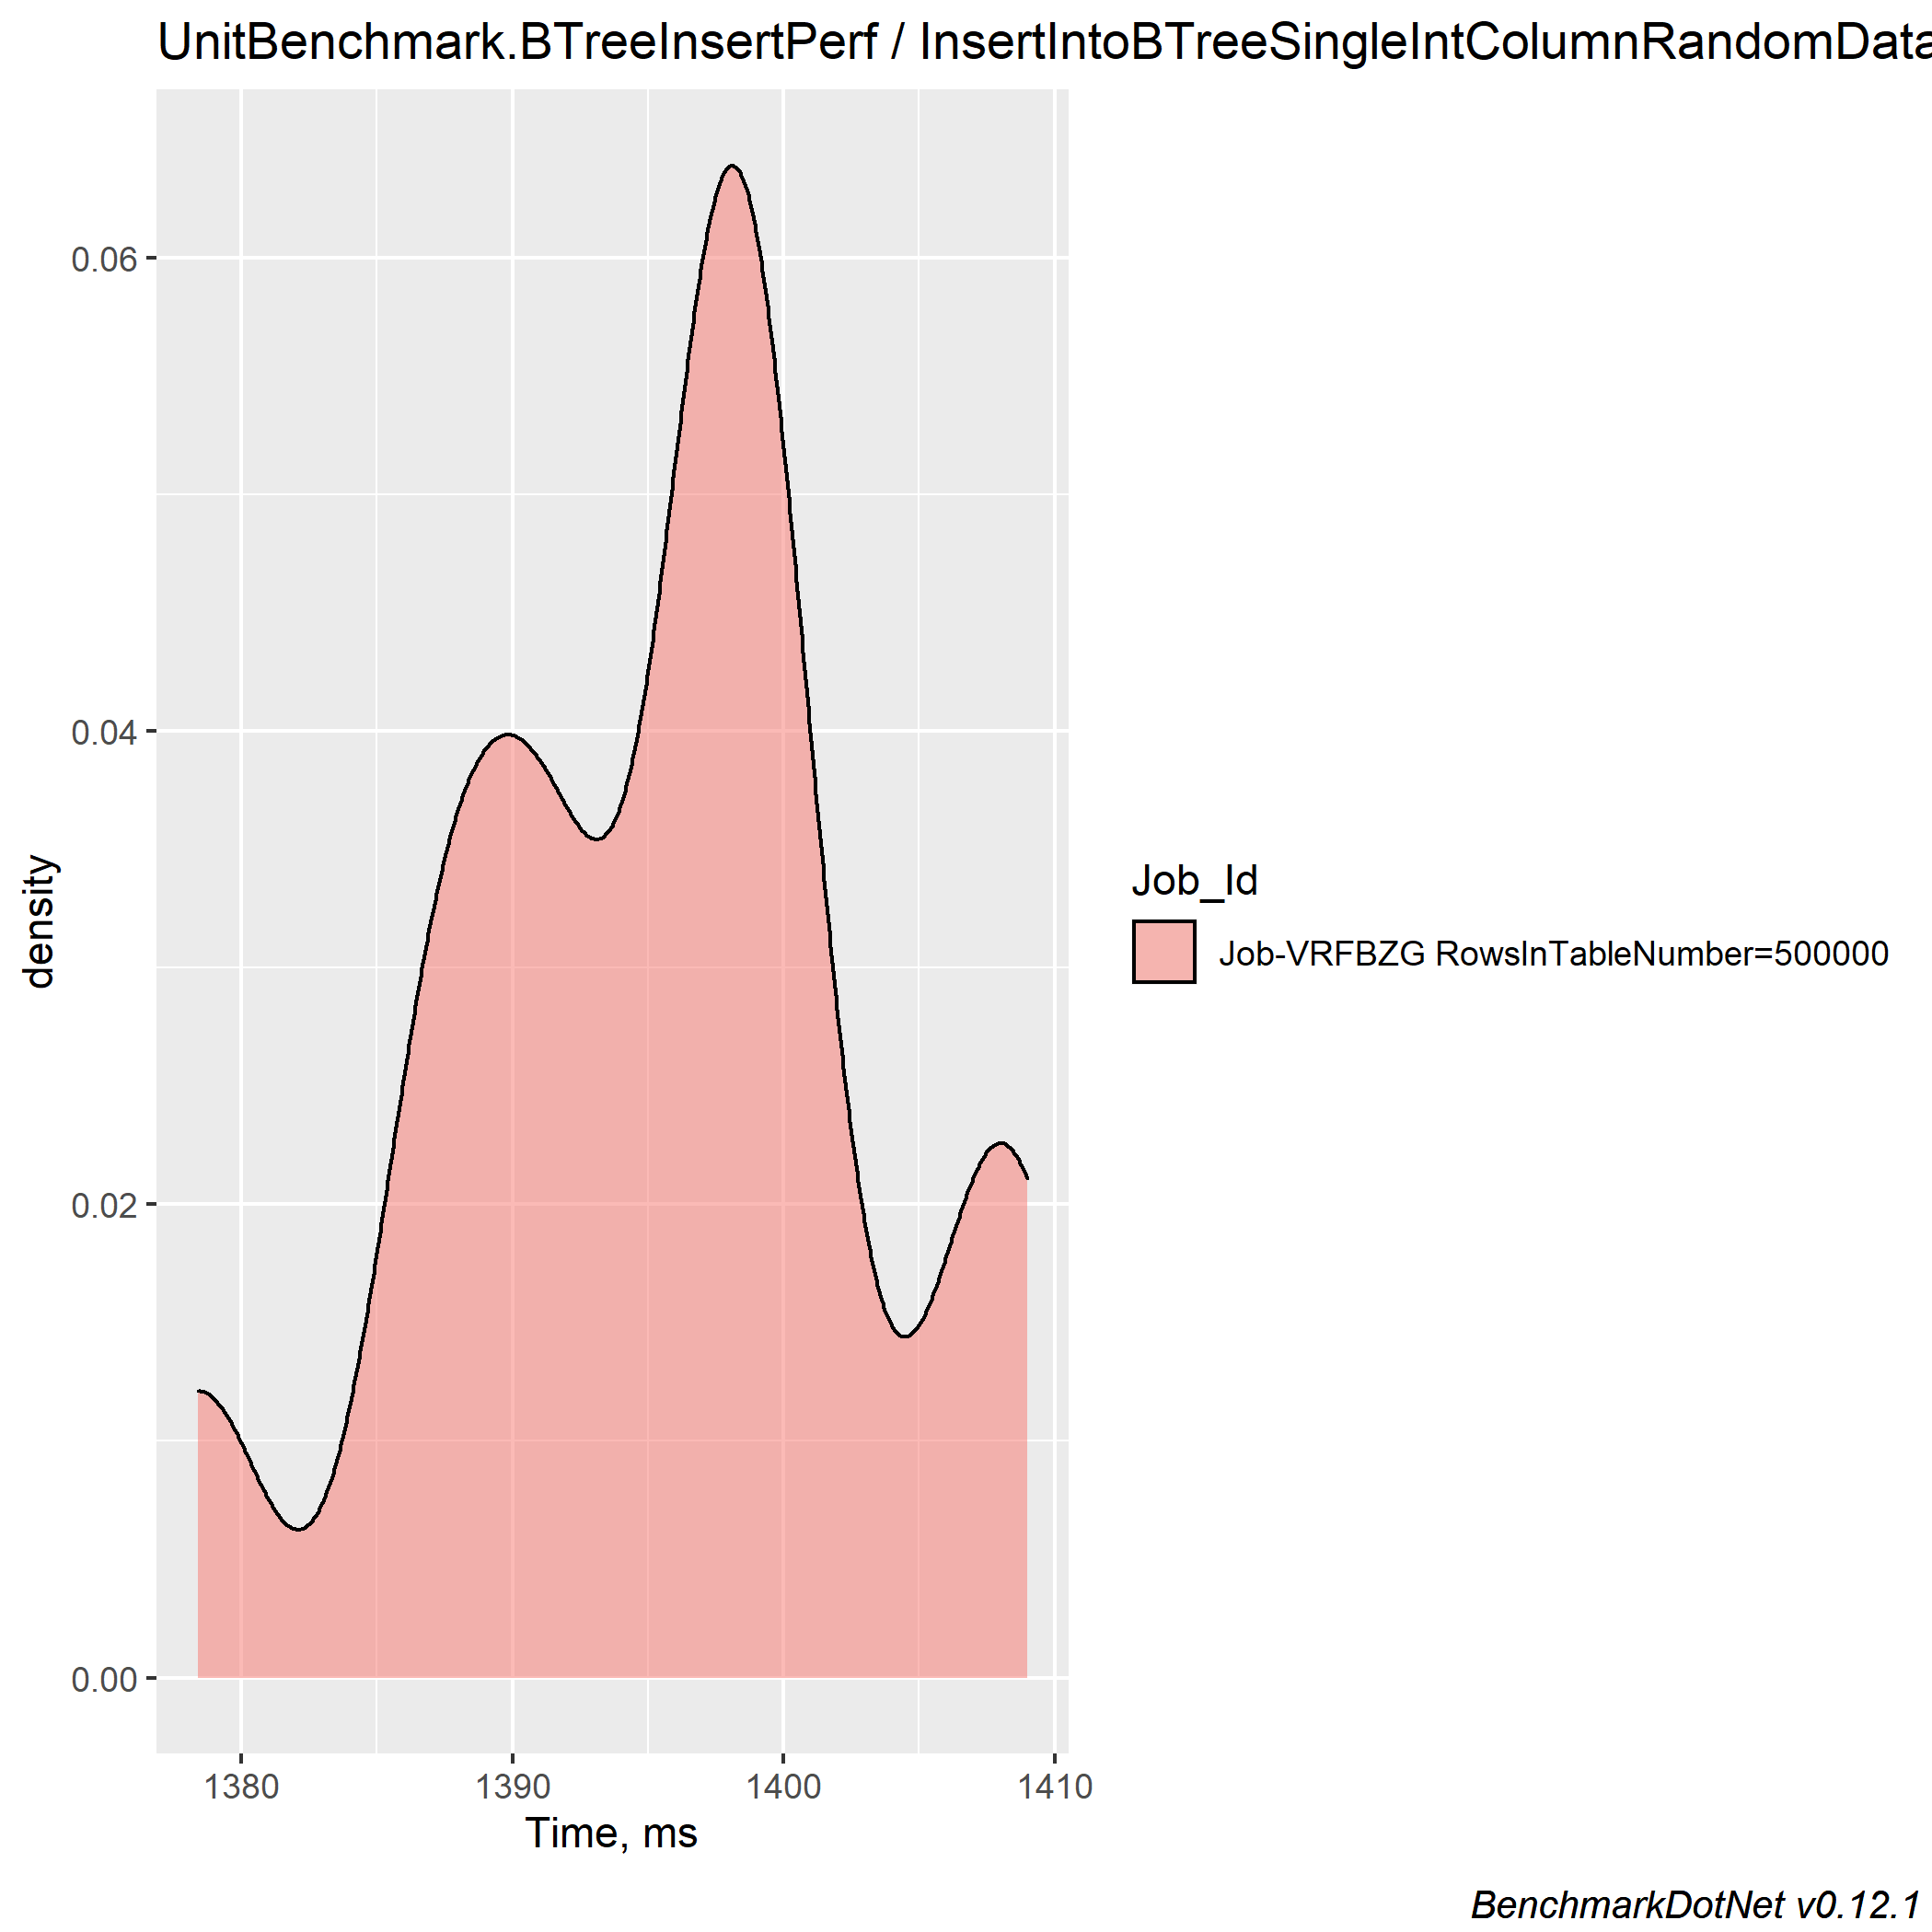 UnitBenchmark.BTreeInsertPerf / InsertIntoBTreeSingleIntColumnRandomData
0.06
0.04
0.02
0.00
density
1380 1390 1400 1410
Time, ms
Job_Id
Job-VRFBZG RowsInTableNumber=500000
BenchmarkDotNet v0.12.1